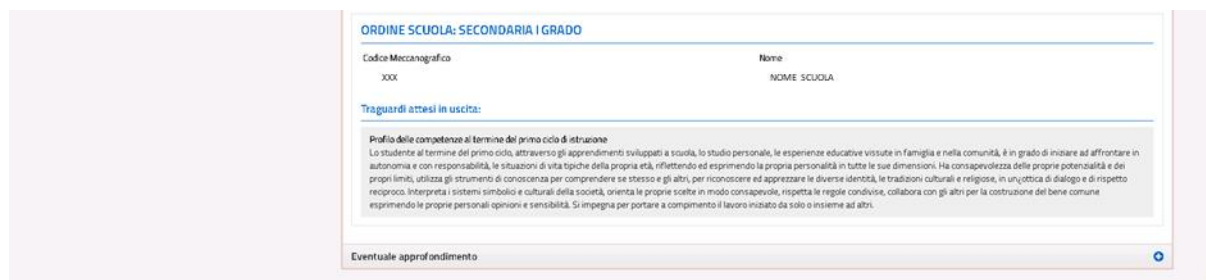 ORDINE SCUOLA: SECONDARIA I GRADO
Codice Meccanografico Nome
XXX NOME SCUOLA
Traguardi attesi in uscita:
Profilo delle competenze al termine del primo ciclo di istruzione
Lo studente al termine del primo ciclo, attraverso gli apprendimenti sviluppati a scuola, lo studio personale, le esperienze educative vissute in famiglia e nella comunità, è in grado di iniziare ad affrontare in
autonomia e con responsabilità, le situazioni di vita tipiche della propria età, riflettendo ed esprimendo la propria personalità in tutte le sue dimensioni. Ha consapevolezza delle proprie potenzialità e dei
propri limiti, utilizza gli strumenti di conoscenza per comprendere se stesso e gli altri, per riconoscere ed apprezzare le diverse identità, le tradizioni culturali e religiose, in un¿ottica di dialogo e di rispetto
reciproco. Interpreta i sistemi simbolici e culturali della società, orienta le proprie scelte in modo consapevole, rispetta le regole condivise, collabora con gli altri per la costruzione del bene comune
esprimendo le proprie personali opinioni e sensibilità. Si impegna per portare a compimento il lavoro iniziato da solo o insieme ad altri.
Eventuale approfondimento